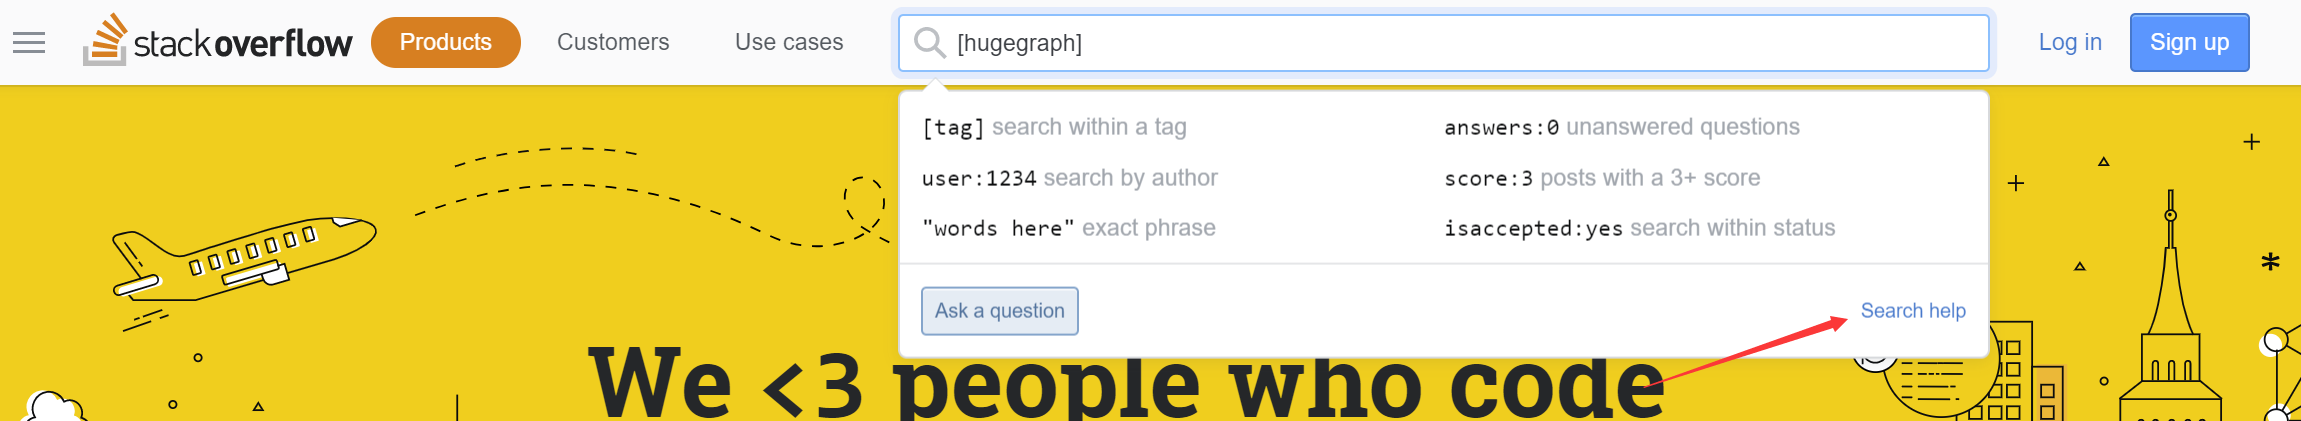 stackoverflow Products Customers Use cases [hugegraph] Log in Sign up
[tag] search within a tag answers:0 unanswered questions
user:1234 search by author score:3 posts with a 3+ score
"words here" exact phrase isaccepted:yes search within status
Ask a question Search help
We <3 people who code